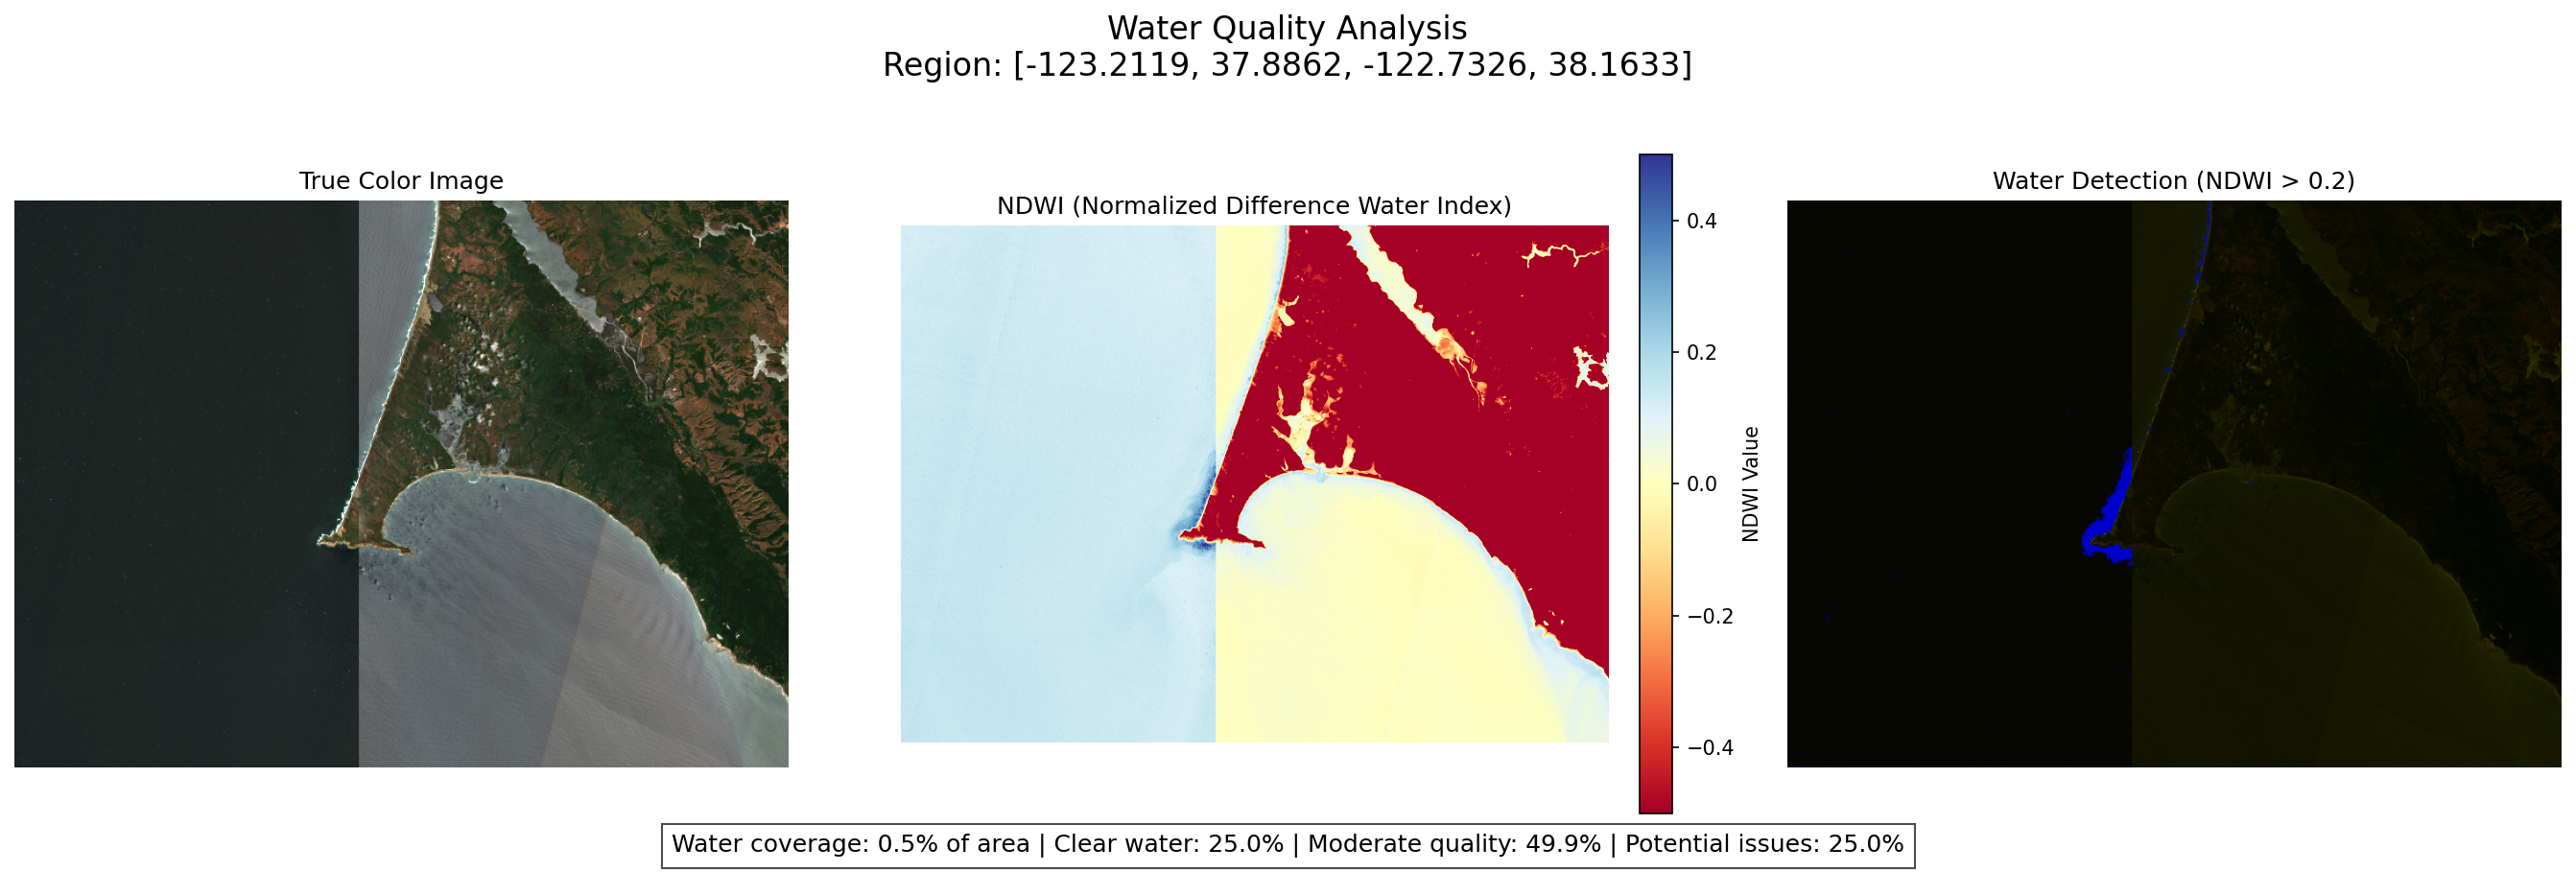 Water Quality Analysis
Region: [-123.2119, 37.8862, -122.7326, 38.1633]
True Color Image
NDWI (Normalized Difference Water Index)
0.4
0.2
0.0
−0.2
−0.4
NDWI Value
Water Detection (NDWI > 0.2)
Water coverage: 0.5% of area | Clear water: 25.0% | Moderate quality: 49.9% | Potential issues: 25.0%